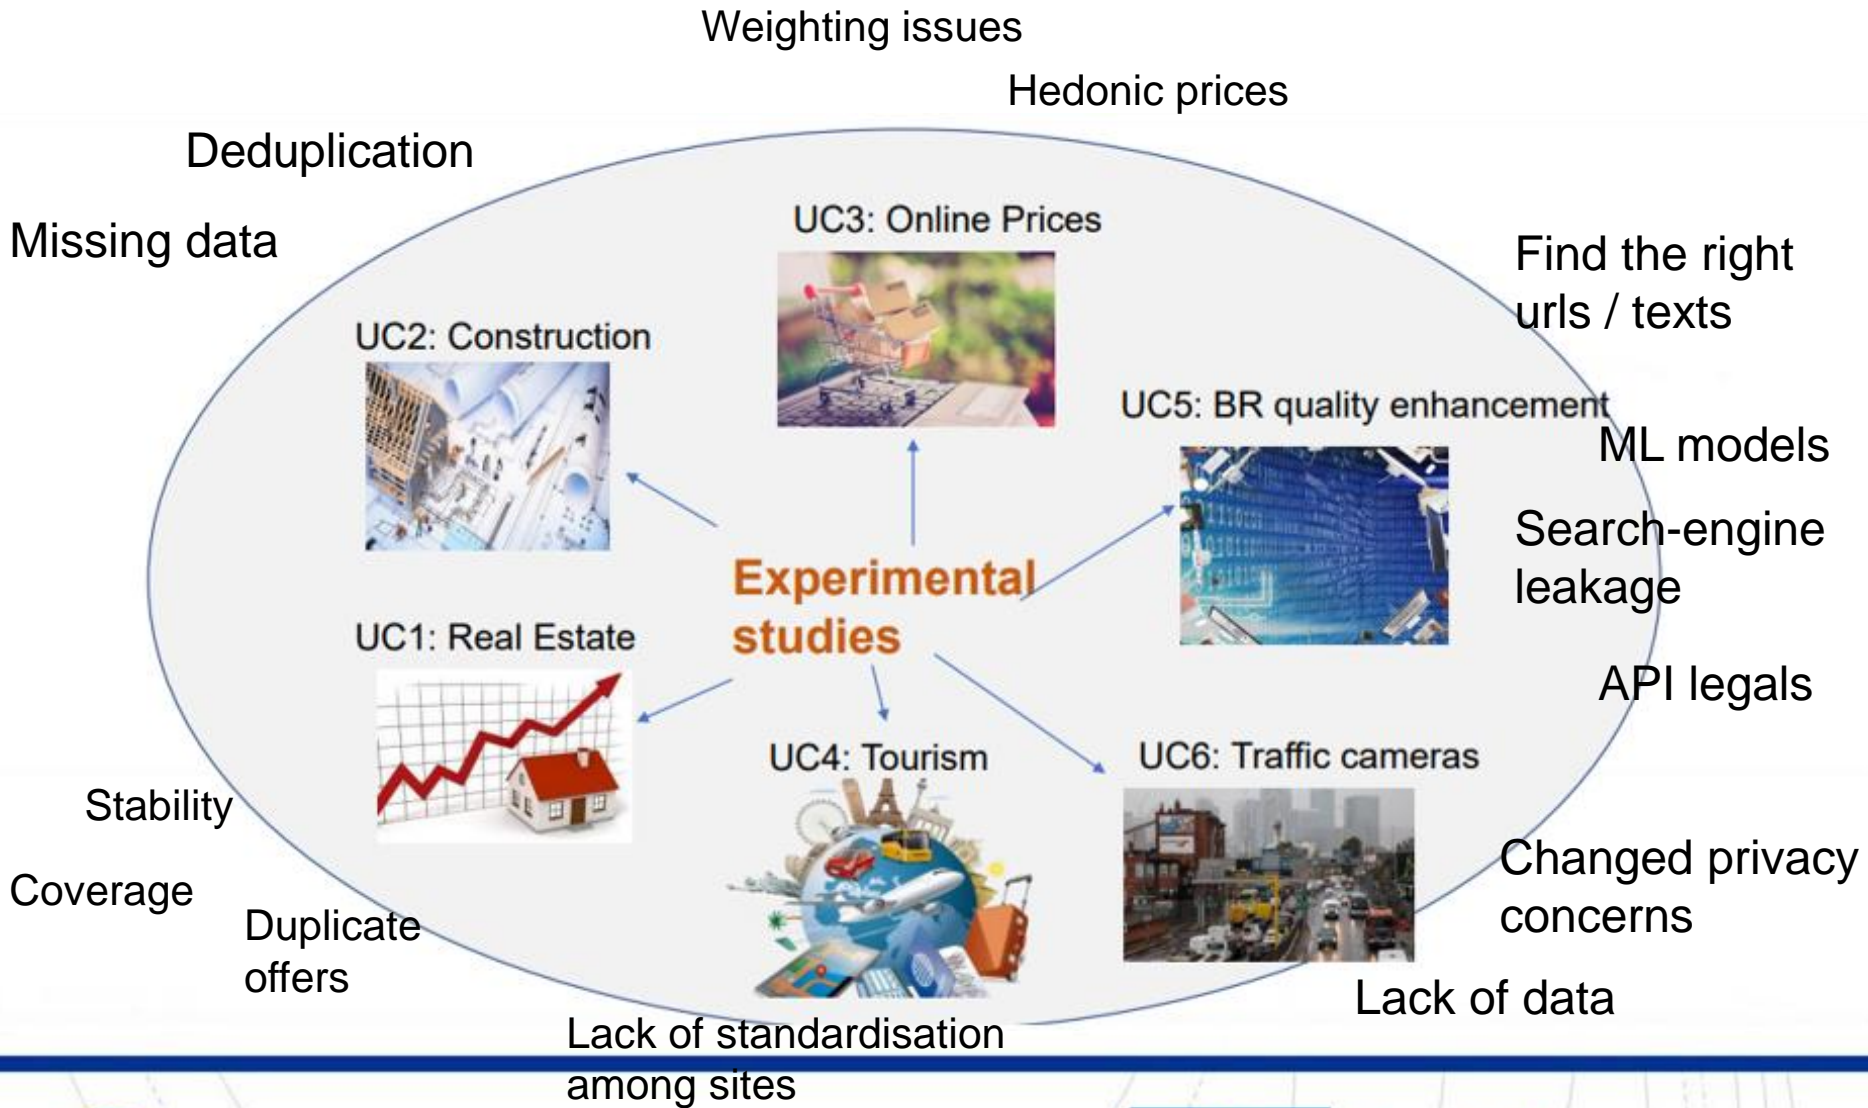 Weighting issues
Hedonic prices
Deduplication
Missing data
UC3: Online Prices
Find the right
urls / texts
UC2: Construction
UC5: BR quality enhancement
ML models
Search-engine
leakage
Experimental
studies
UC1: Real Estate
API legals
UC4: Tourism
UC6: Traffic cameras
Stability
Coverage
Duplicate
offers
Changed privacy
concerns
Lack of data
Lack of standardisation
among sites